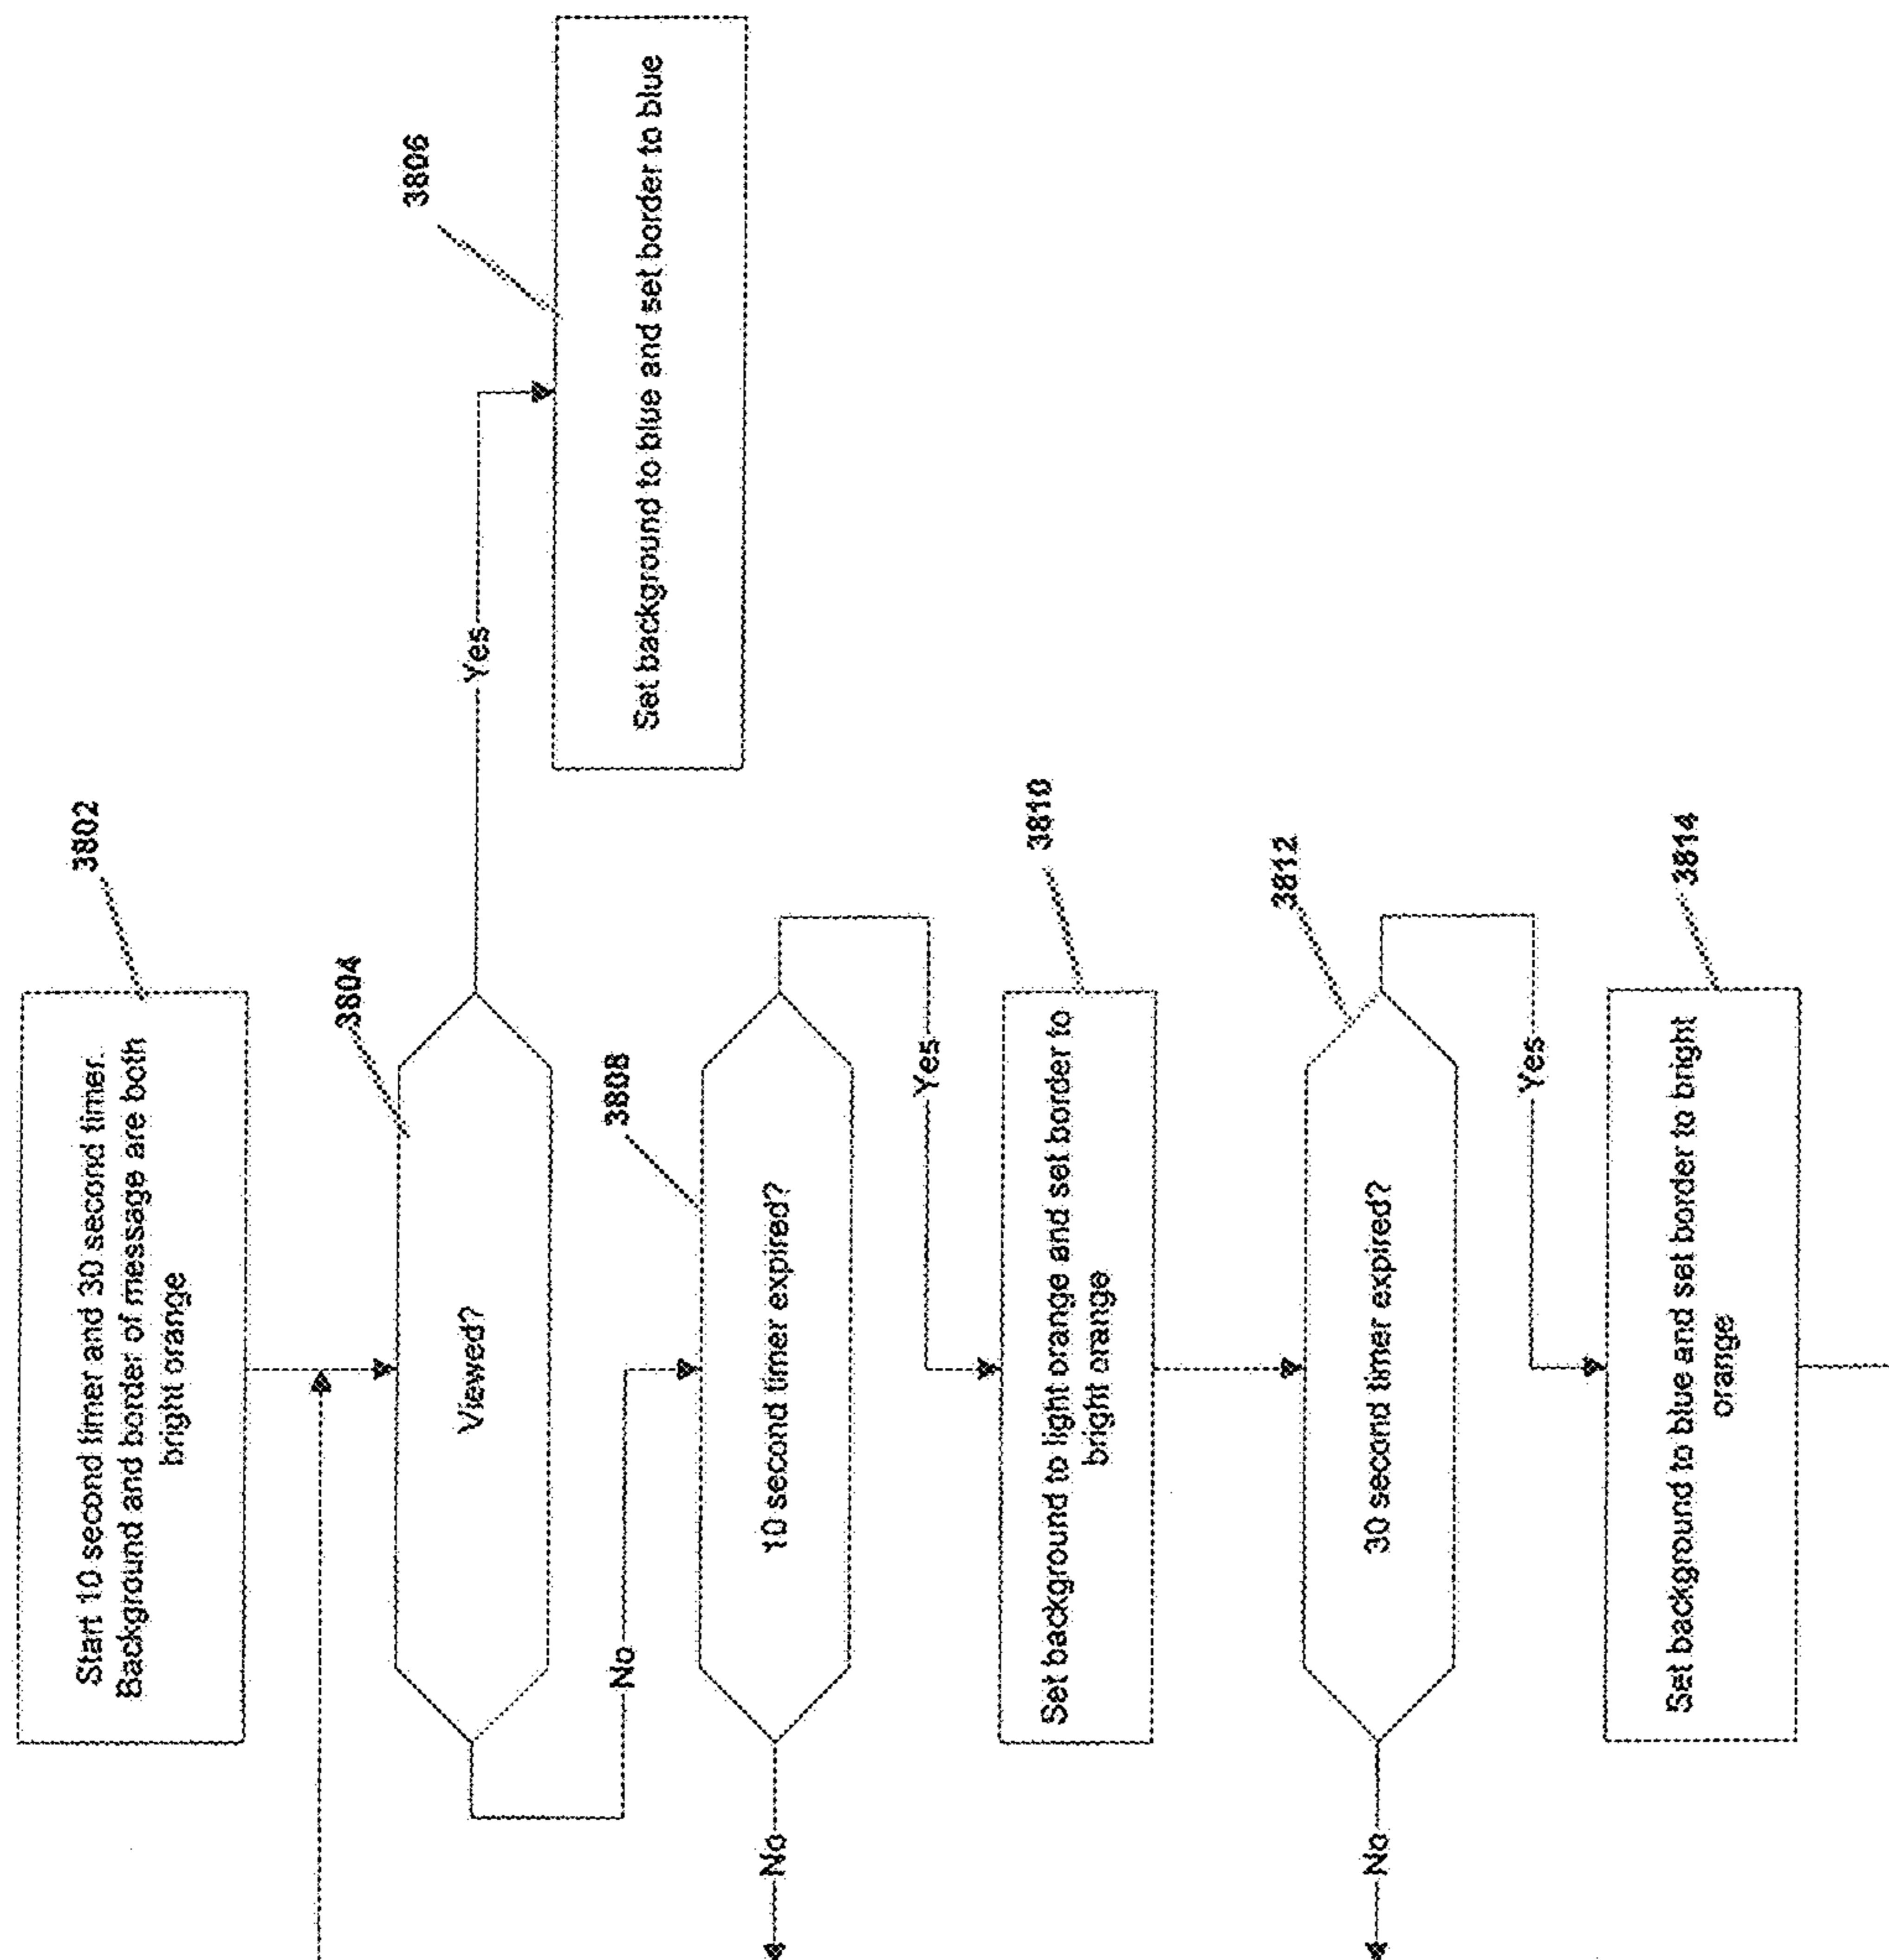 3802
Start 10 second timer and 30 second timer.
Background and border of message are both
bright orange
3804
Viewed?
Yes
3806
Set background to blue and set border to blue
No
3808
10 second timer expired?
No
Yes
3810
Set background to light orange and set border to
bright orange
3812
30 second timer expired?
No
Yes
3814
Set background to blue and set border to bright
orange